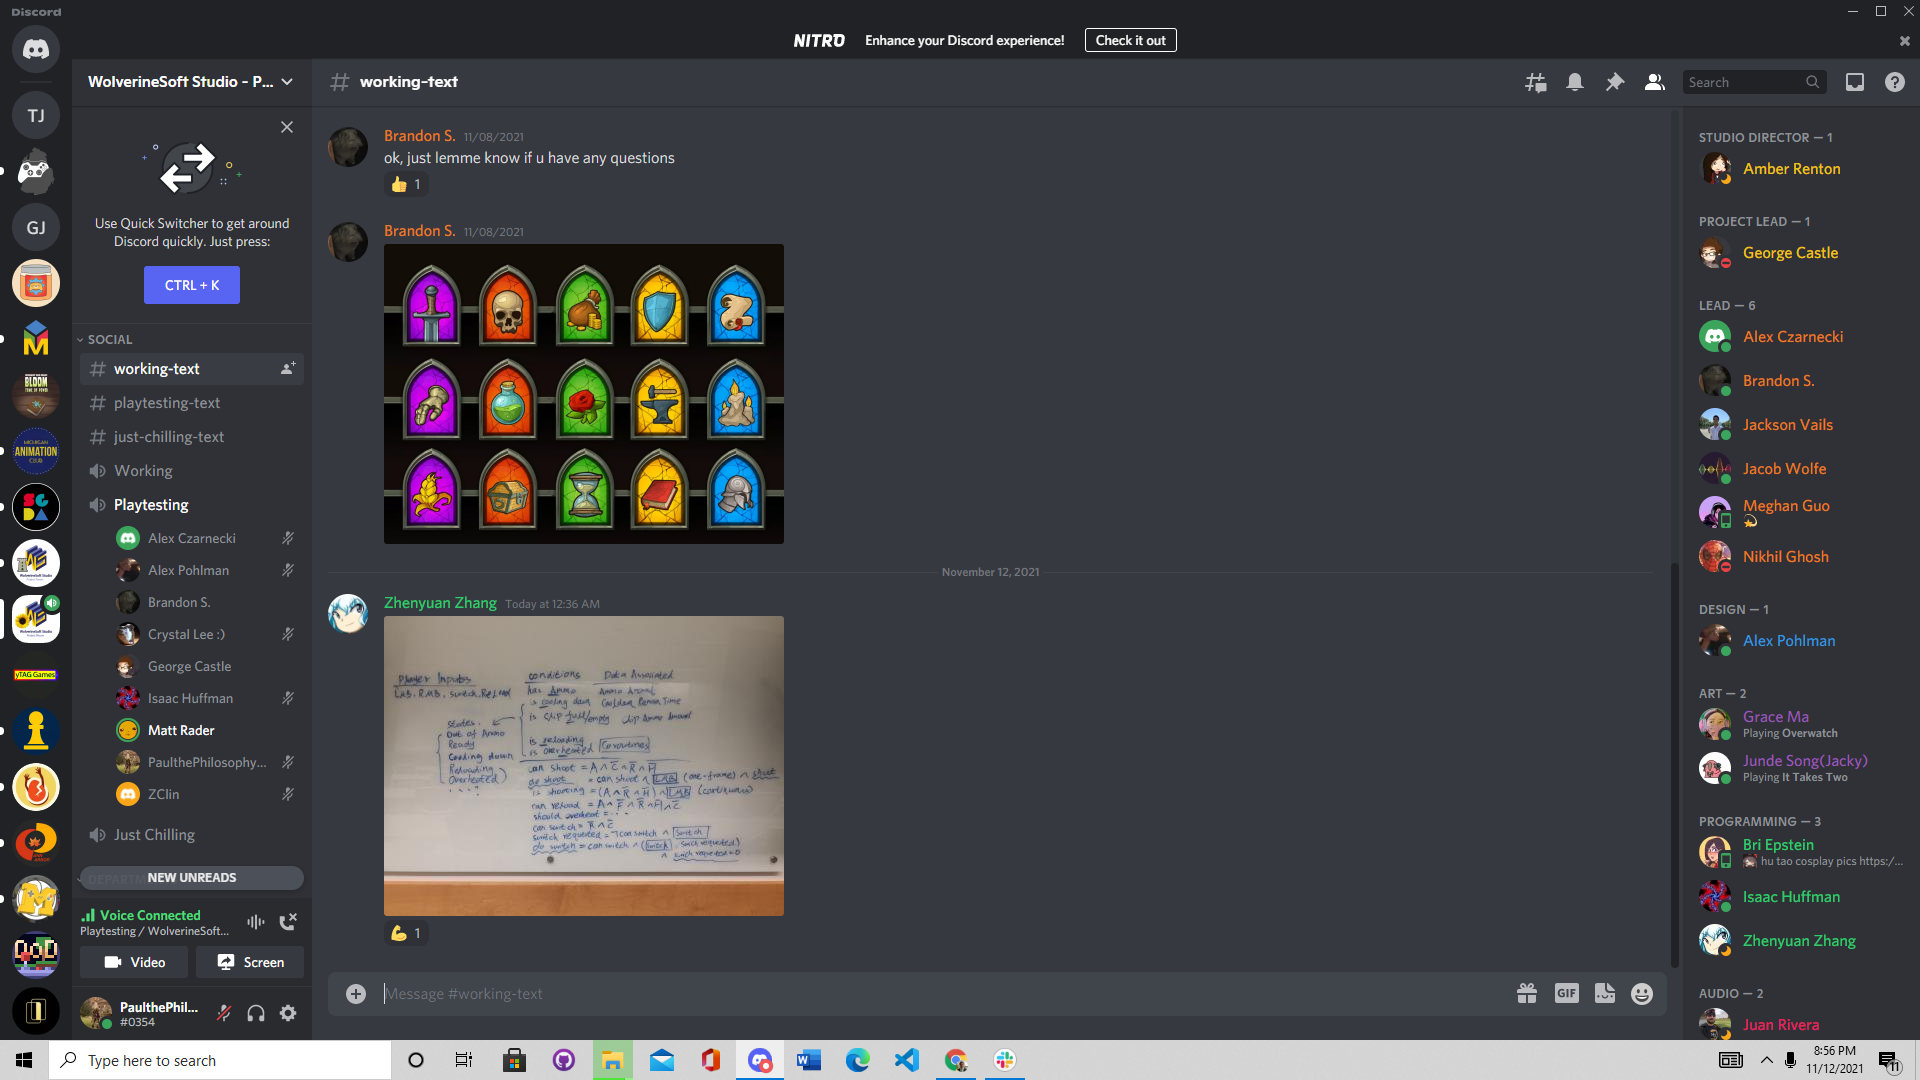 Discord
NITRO Enhance your Discord experience! Check it out
TJ
GJ
BLOOM
MICHIGAN
ANIMATION
CLUB
yTAG Games
WolverineSoft Studio - P...
Use Quick Switcher to get around
Discord quickly. Just press:
CTRL + K
SOCIAL
working-text
playtesting-text
just-chilling-text
Working
Playtesting
Alex Czarnecki
Alex Pohlman
Brandon S.
Crystal Lee :)
George Castle
Isaac Huffman
Matt Rader
PaulthePhilosophy...
ZClin
Just Chilling
NEW UNREADS
Voice Connected
Playtesting / WolverineSoft...
Video Screen
PaulthePhil...
#0354
# working-text
Search
Brandon S. 11/08/2021
ok, just lemme know if u have any questions
👍 1
Brandon S. 11/08/2021
November 12, 2021
Zhenyuan Zhang Today at 12:36 AM
Player Inputs
LMB. RMB. switch. Reload
States.
Out of Ammo
Ready
Cooling down
Reloading
Overheated
conditions Data Associated
has Ammo Ammo
is cooling down
is clip full/empty clip Ammo Amount
is reloading
is overheated Coroutines
can shoot = A ∧ C̅ ∧ R̅ ∧ H̅
do shoot = can shoot ∧ LMB (one-frame) ∧ shoot
is shooting = (A ∧ R̅ ∧ H̅) ∧ LMB (continuous)
can reload = A ∧ F̅ ∧ R̅ ∧ H̅ ∧ C̅
should overheat = ...
can switch = R̅ ∧ C̅
switch requested = ¬can switch ∧ Switch
do switch = can switch ∧ (Switch, switch requested)
∧ switch requested = 0
💪 1
Message #working-text
GIF
STUDIO DIRECTOR — 1
Amber Renton
PROJECT LEAD — 1
George Castle
LEAD — 6
Alex Czarnecki
Brandon S.
Jackson Vails
Jacob Wolfe
Meghan Guo
Nikhil Ghosh
DESIGN — 1
Alex Pohlman
ART — 2
Grace Ma
Playing Overwatch
Junde Song(Jacky)
Playing It Takes Two
PROGRAMMING — 3
Bri Epstein
hu tao cosplay pics https:/...
Isaac Huffman
Zhenyuan Zhang
AUDIO — 2
Juan Rivera
Type here to search
8:56 PM
11/12/2021
11